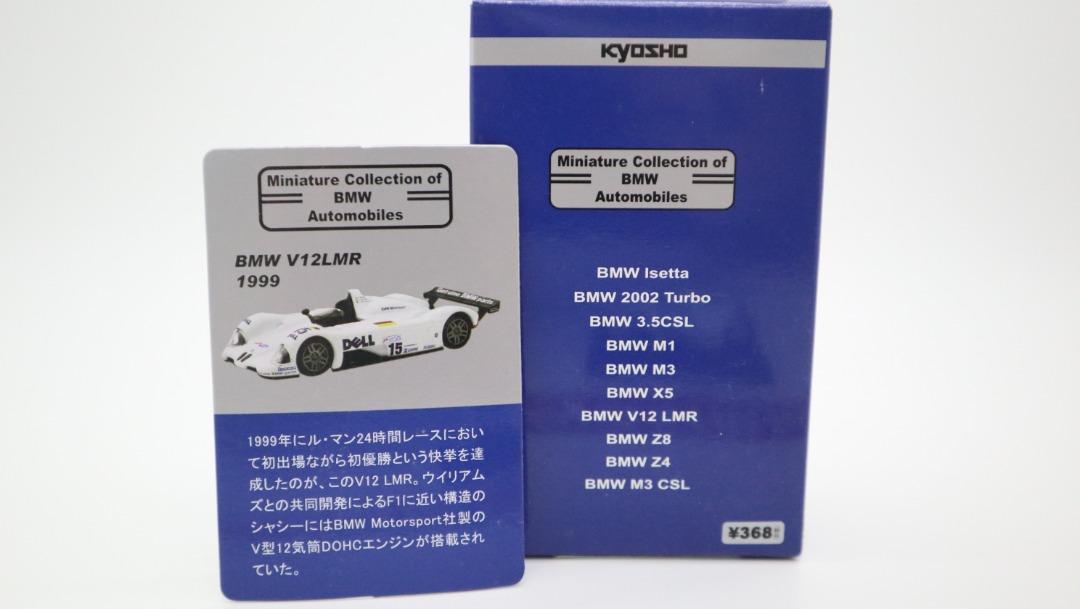 Miniature Collection of
BMW
Automobiles
BMW V12LMR
1999
Genuine BMW parts
DELL
15
1999年にル・マン24時間レースにおい
て初出場ながら初優勝という快挙を達
成したのが、このV12 LMR。ウイリアム
ズとの共同開発によるF1に近い構造の
シャシーにはBMW Motorsport社製の
V型12気筒DOHCエンジンが搭載され
ていた。
KYOSHO
Miniature Collection of
BMW
Automobiles
BMW Isetta
BMW 2002 Turbo
BMW 3.5CSL
BMW M1
BMW M3
BMW X5
BMW V12 LMR
BMW Z8
BMW Z4
BMW M3 CSL
¥368